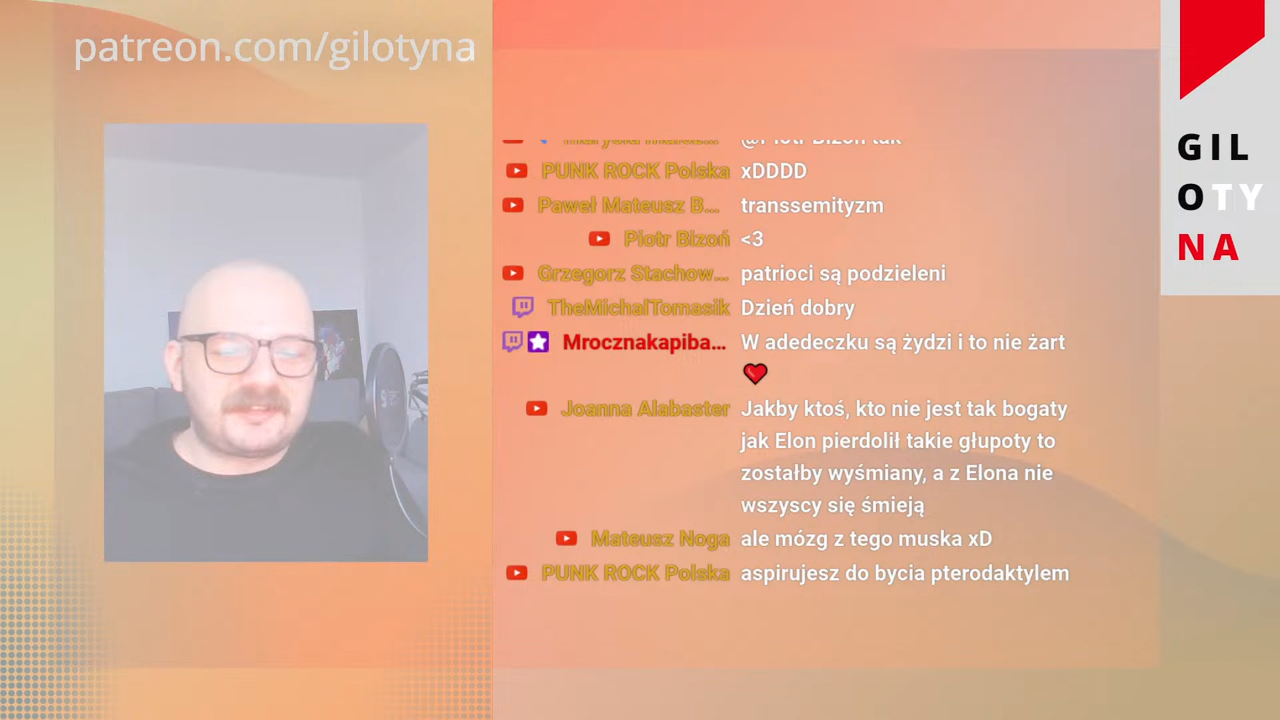 patreon.com/gilotyna
GIL
OTY
NA
@Piotr Bizoń tak
PUNK ROCK Polska xDDDD
Paweł Mateusz B... transsemityzm
Piotr Bizoń <3
Grzegorz Stachow... patrioci są podzieleni
TheMichalTomasik Dzień dobry
Mrocznakapiba... W adedeczku są żydzi i to nie żart
Joanna Alabaster Jakby ktoś, kto nie jest tak bogaty
jak Elon pierdolił takie głupoty to
zostałby wyśmiany, a z Elona nie
wszyscy się śmieją
Mateusz Noga ale mózg z tego muska xD
PUNK ROCK Polska aspirujesz do bycia pterodaktylem